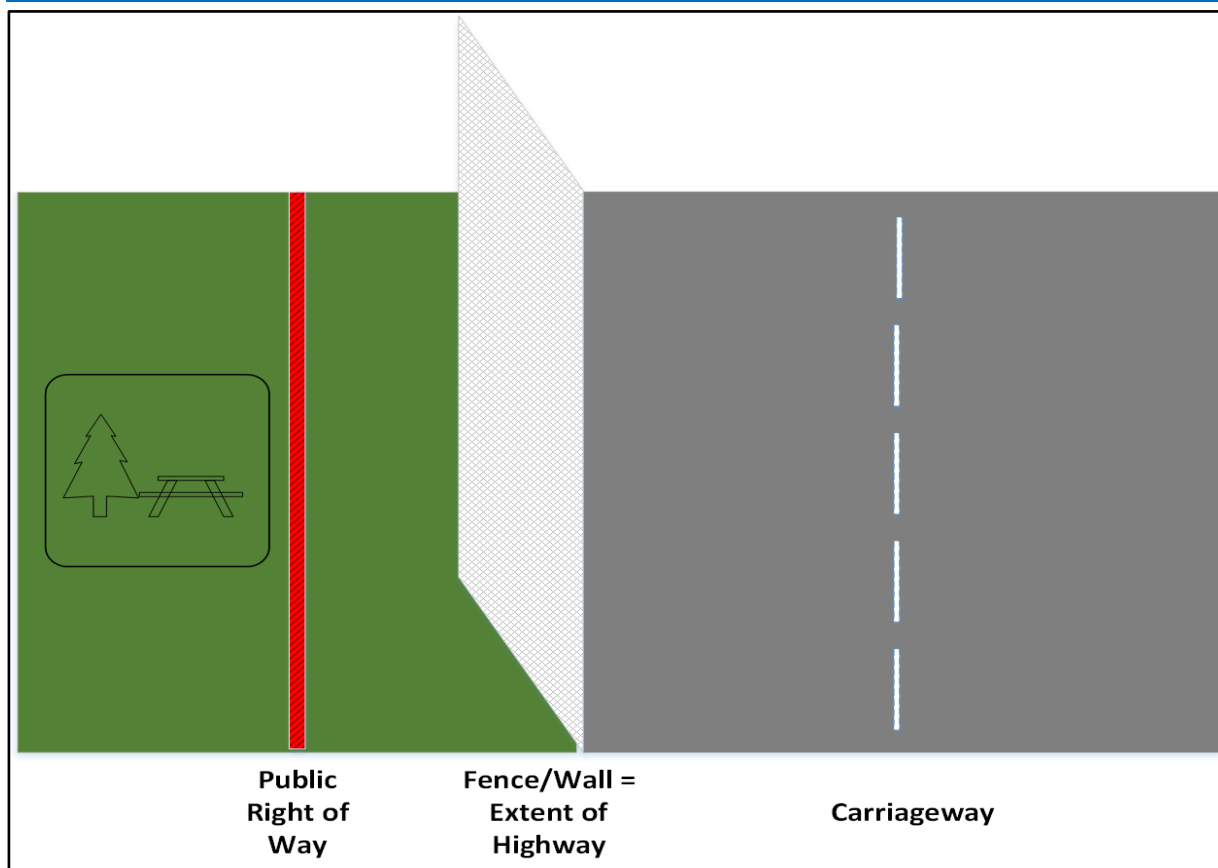 Public
Right of
Way
Fence/Wall =
Extent of
Highway
Carriageway